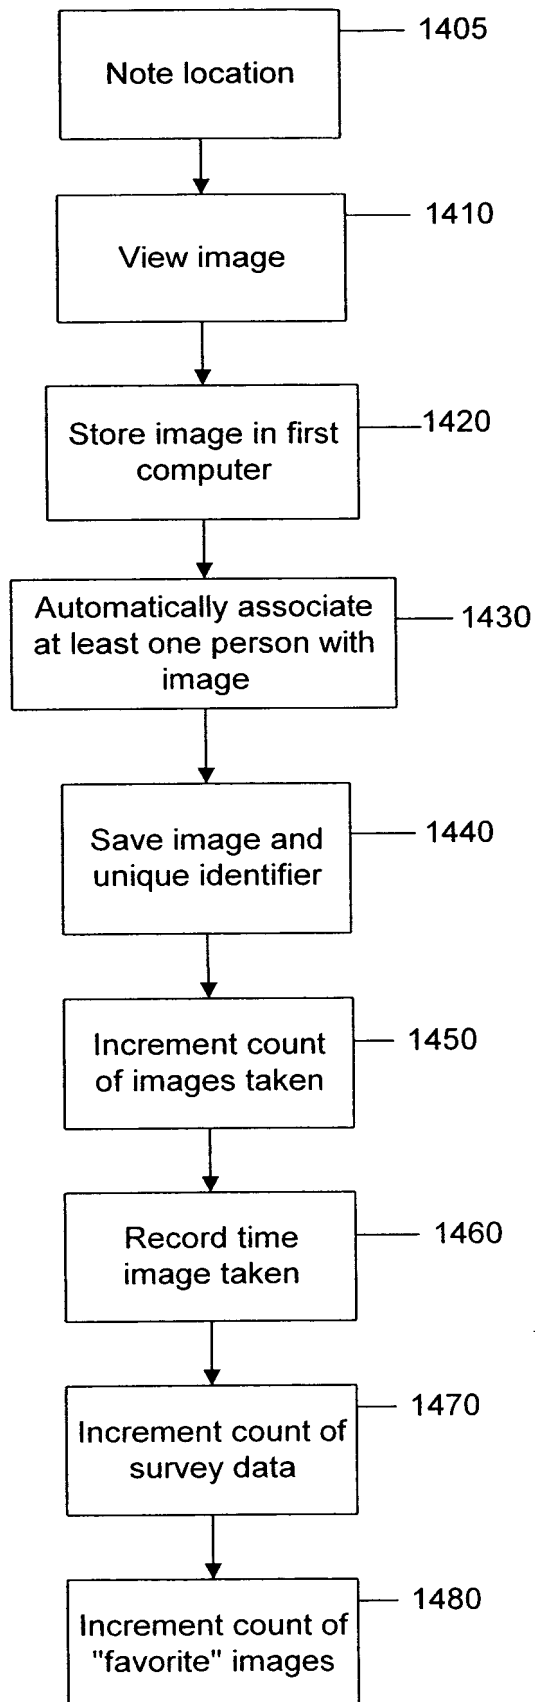 1405
Note location
1410
View image
1420
Store image in first
computer
1430
Automatically associate
at least one person with
image
1440
Save image and
unique identifier
1450
Increment count
of images taken
1460
Record time
image taken
1470
Increment count of
survey data
1480
Increment count of
"favorite" images